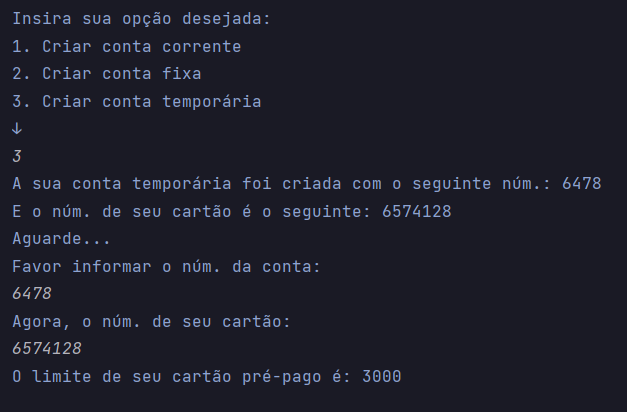 Insira sua opção desejada:
1. Criar conta corrente
2. Criar conta fixa
3. Criar conta temporária
↓
3
A sua conta temporária foi criada com o seguinte núm.: 6478
E o núm. de seu cartão é o seguinte: 6574128
Aguarde...
Favor informar o núm. da conta:
6478
Agora, o núm. de seu cartão:
6574128
O limite de seu cartão pré-pago é: 3000